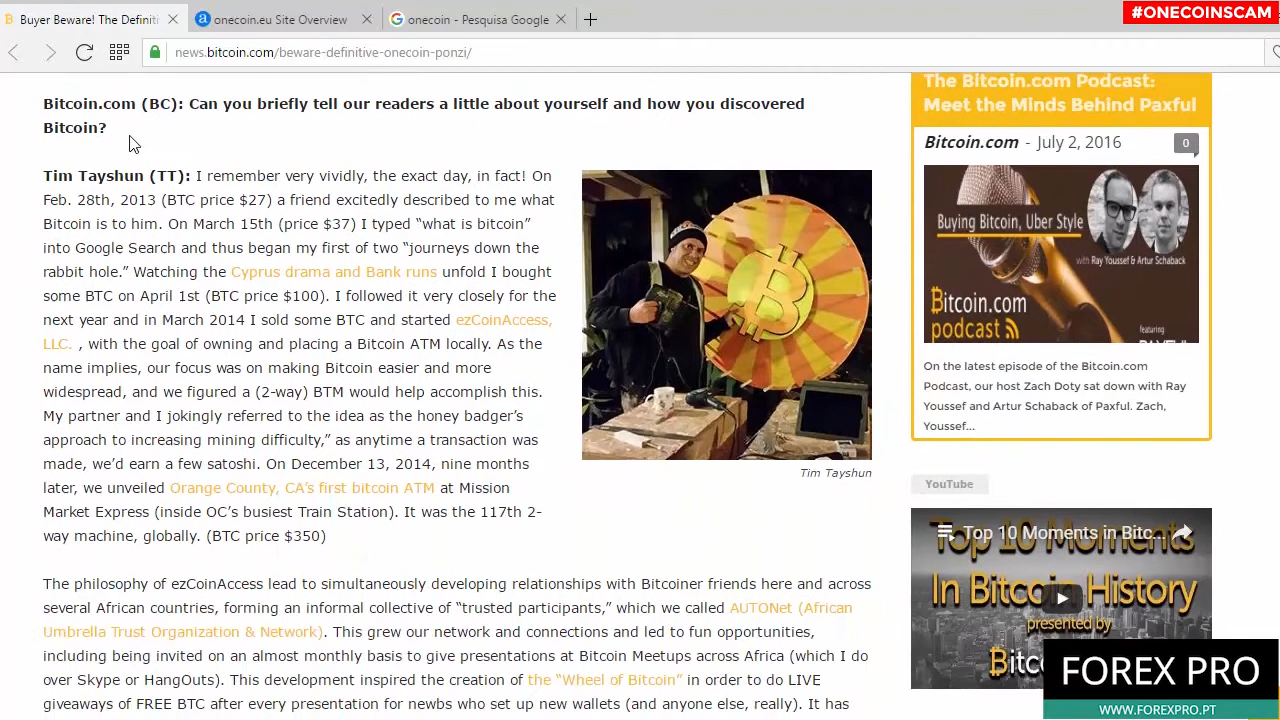 Buyer Beware! The Definiti
onecoin.eu Site Overview
onecoin - Pesquisa Google
#ONECOINSCAM
news.bitcoin.com/beware-definitive-onecoin-ponzi/
Bitcoin.com (BC): Can you briefly tell our readers a little about yourself and how you discovered
Bitcoin?
Tim Tayshun (TT): I remember very vividly, the exact day, in fact! On
Feb. 28th, 2013 (BTC price $27) a friend excitedly described to me what
Bitcoin is to him. On March 15th (price $37) I typed “what is bitcoin”
into Google Search and thus began my first of two “journeys down the
rabbit hole.” Watching the Cyprus drama and Bank runs unfold I bought
some BTC on April 1st (BTC price $100). I followed it very closely for the
next year and in March 2014 I sold some BTC and started ezCoinAccess,
LLC. , with the goal of owning and placing a Bitcoin ATM locally. As the
name implies, our focus was on making Bitcoin easier and more
widespread, and we figured a (2-way) BTM would help accomplish this.
My partner and I jokingly referred to the idea as the honey badger’s
approach to increasing mining difficulty,” as anytime a transaction was
made, we’d earn a few satoshi. On December 13, 2014, nine months
later, we unveiled Orange County, CA’s first bitcoin ATM at Mission
Market Express (inside OC’s busiest Train Station). It was the 117th 2-
way machine, globally. (BTC price $350)
Tim Tayshun
The philosophy of ezCoinAccess led to simultaneously developing relationships with Bitcoiner friends here and across
several African countries, forming an informal collective of “trusted participants,” which we called AUTONet (African
Umbrella Trust Organization & Network). This grew our network and connections and led to fun opportunities,
including being invited on an almost monthly basis to give presentations at Bitcoin Meetups across Africa (which I do
over Skype or HangOuts). This development inspired the creation of the “Wheel of Bitcoin” in order to do LIVE
giveaways of FREE BTC after every presentation for newbs who set up new wallets (and anyone else, really). It has
The Bitcoin.com Podcast:
Meet the Minds Behind Paxful
Bitcoin.com - July 2, 2016
0
Buying Bitcoin, Uber Style
with Ray Youssef & Artur Schaback
Bitcoin.com
podcast
featuring
On the latest episode of the Bitcoin.com
Podcast, our host Zach Doty sat down with Ray
Youssef and Artur Schaback of Paxful. Zach,
Youssef...
YouTube
Top 10 Moments in Bitc...
Top 10 Moments
In Bitcoin History
presented by
FOREX PRO
WWW.FOREXPRO.PT